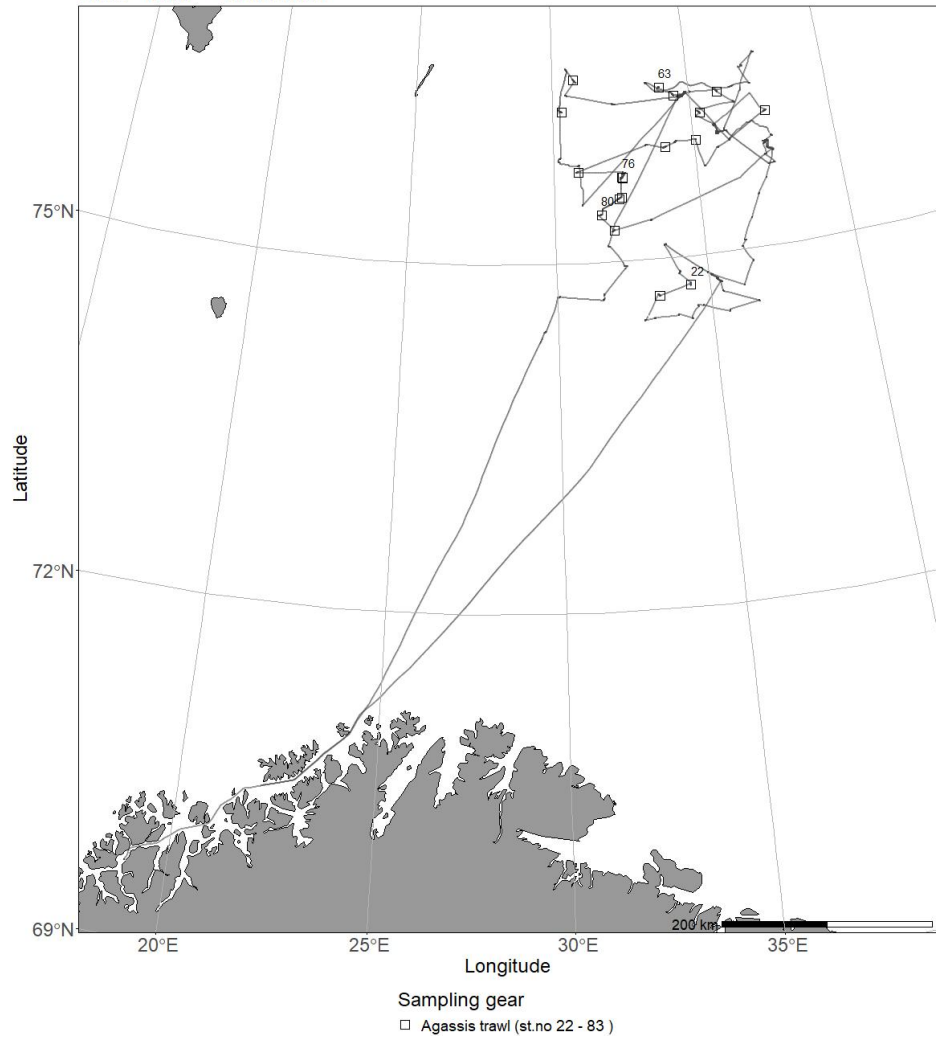 63
76
80
22
75°N
72°N
69°N
Latitude
200 km
20°E 25°E 30°E 35°E
Longitude
Sampling gear
Agassis trawl (st.no 22 - 83 )